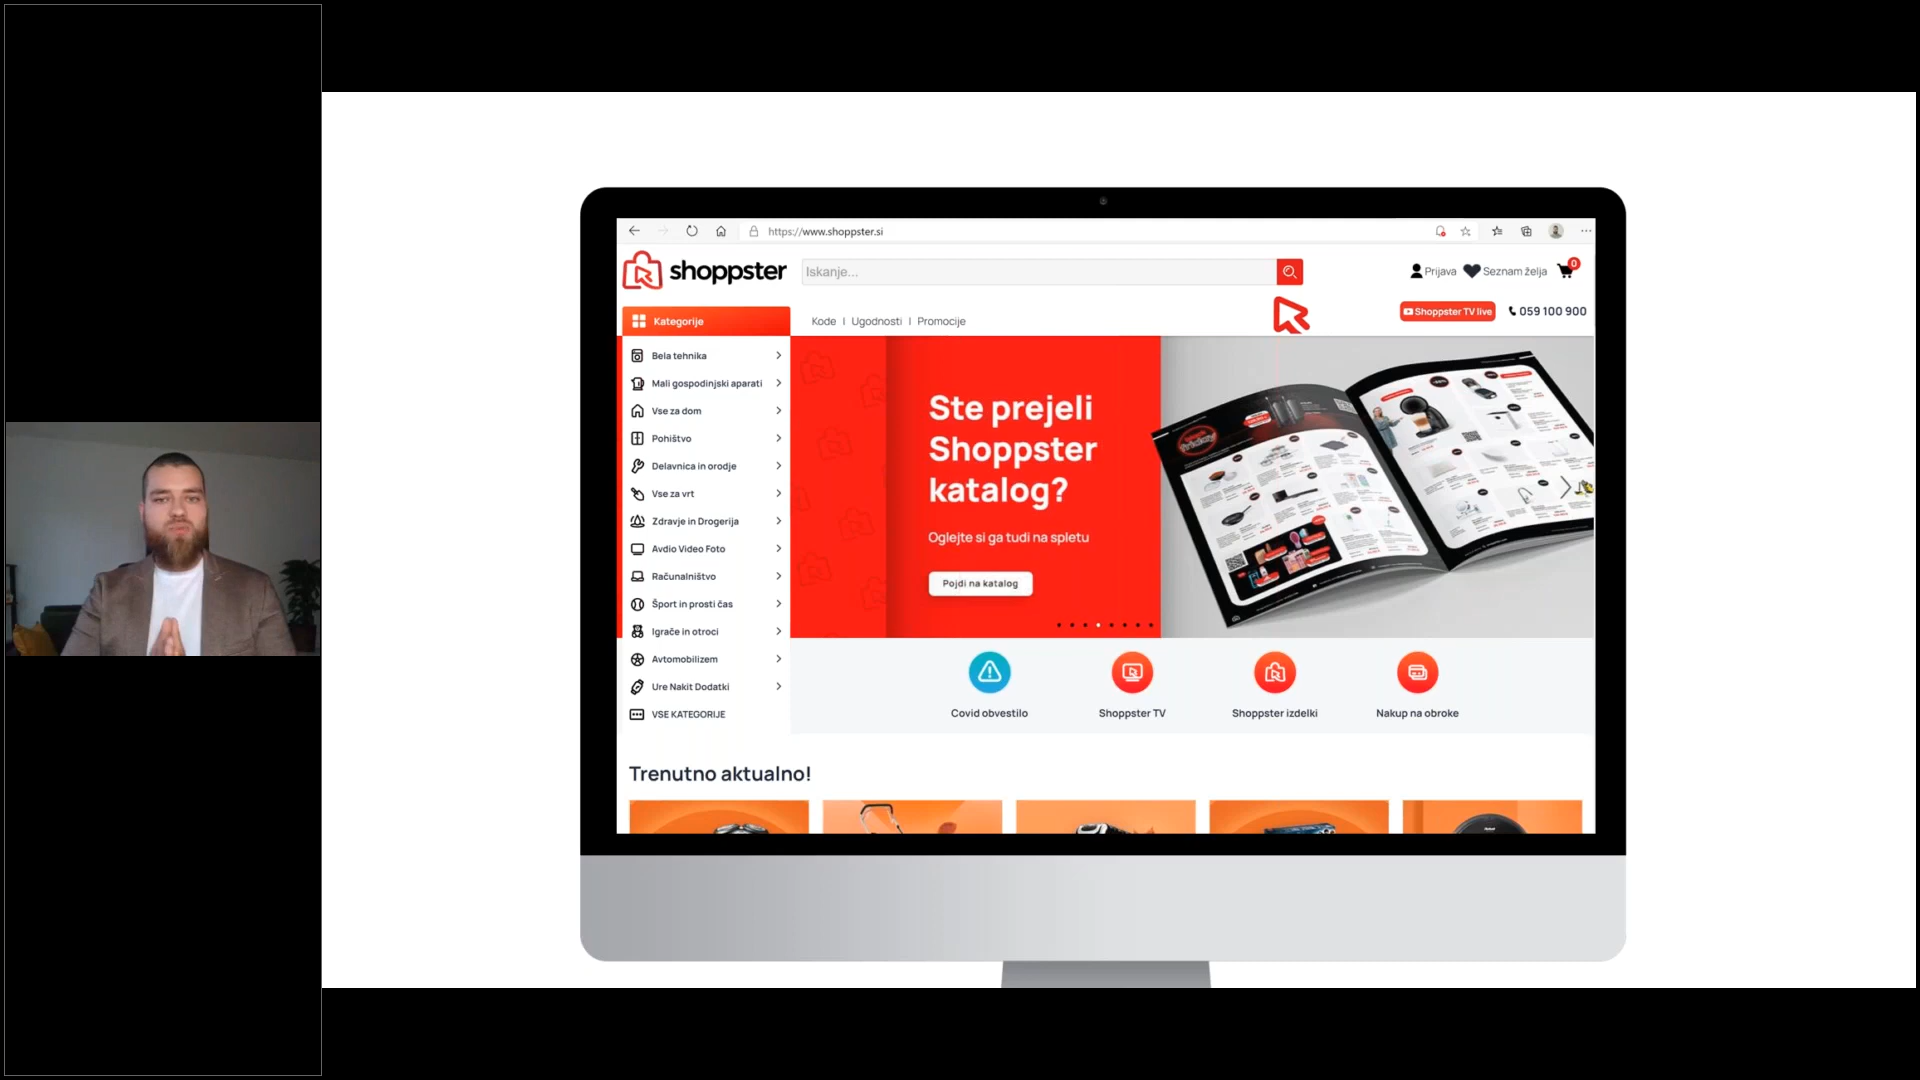 https://www.shoppster.si
shoppster
Iskanje...
Prijava
Seznam želja
0
Kategorije
Kode | Ugodnosti | Promocije
Shoppster TV live
059 100 900
Bela tehnika
Mali gospodinjski aparati
Vse za dom
Pohištvo
Delavnica in orodje
Vse za vrt
Zdravje in Drogerija
Avdio Video Foto
Računalništvo
Šport in prosti čas
Igrače in otroci
Avtomobilizem
Ure Nakit Dodatki
VSE KATEGORIJE
Ste prejeli
Shoppster
katalog?
Oglejte si ga tudi na spletu
Pojdi na katalog
Covid obvestilo
Shoppster TV
Shoppster izdelki
Nakup na obroke
Trenutno aktualno!